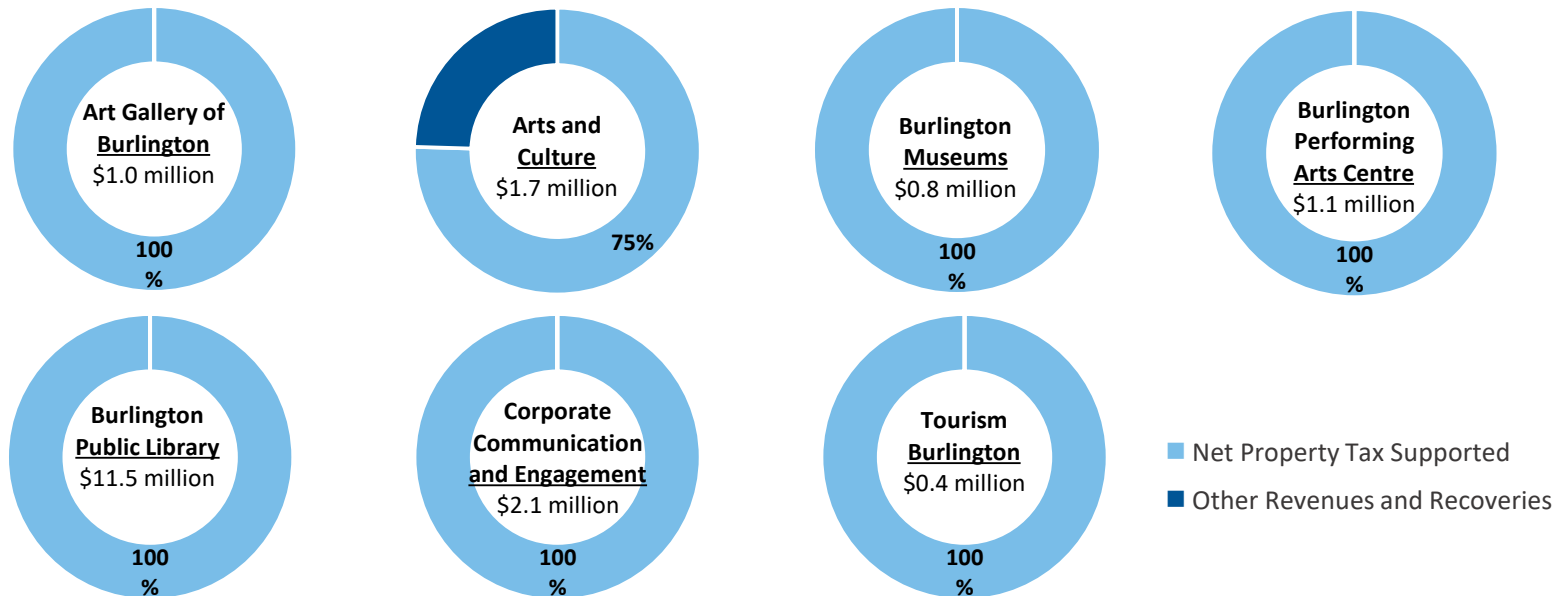 Art Gallery of
Burlington
$1.0 million
100
%
Arts and
Culture
$1.7 million
75%
Burlington
Museums
$0.8 million
100
%
Burlington
Performing
Arts Centre
$1.1 million
100
%
Burlington
Public Library
$11.5 million
100
%
Corporate
Communication
and Engagement
$2.1 million
100
%
Tourism
Burlington
$0.4 million
100
%
Net Property Tax Supported
Other Revenues and Recoveries